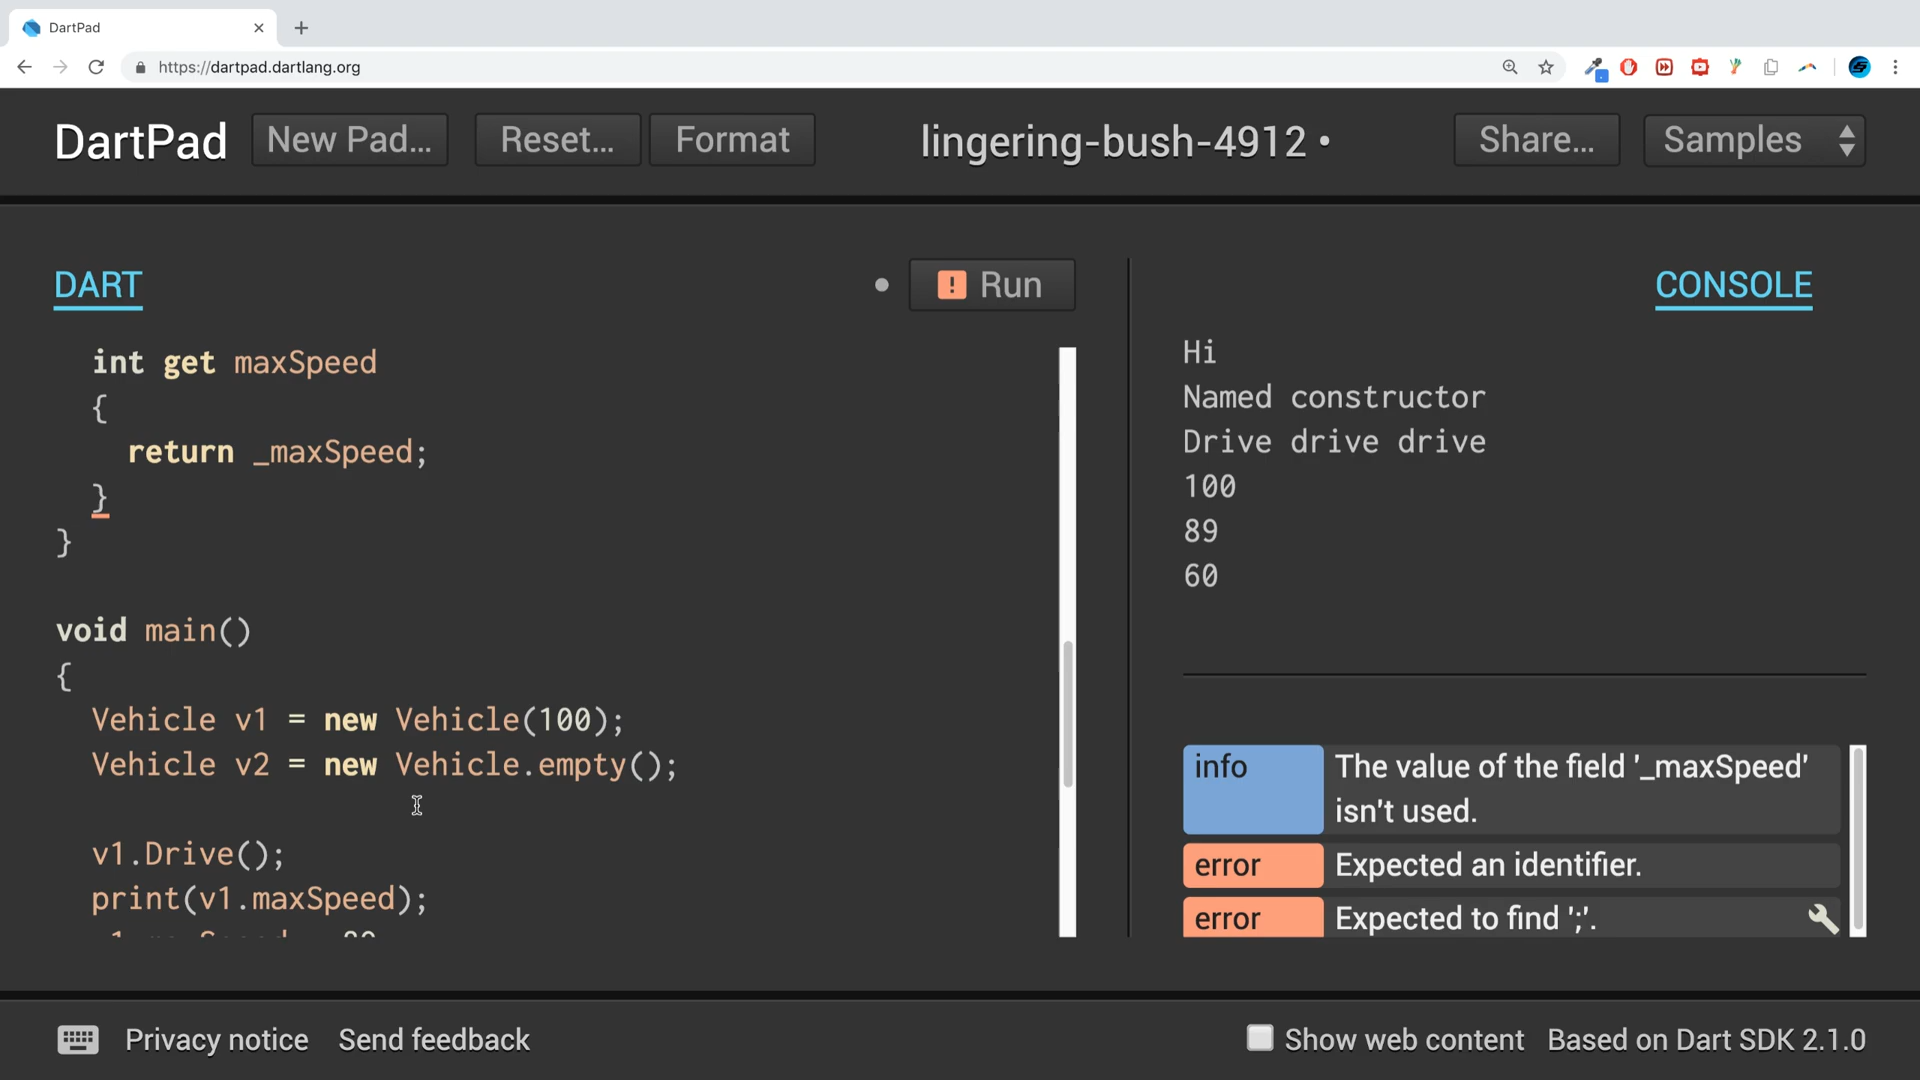 DartPad
https://dartpad.dartlang.org
DartPad
New Pad...
Reset...
Format
lingering-bush-4912 •
Share...
Samples
DART
! Run
CONSOLE
int get maxSpeed
{
return _maxSpeed;
}
}
void main()
{
Vehicle v1 = new Vehicle(100);
Vehicle v2 = new Vehicle.empty();
v1.Drive();
print(v1.maxSpeed);
Hi
Named constructor
Drive drive drive
100
89
60
info The value of the field '_maxSpeed'
isn't used.
error Expected an identifier.
error Expected to find ';'.
Privacy notice
Send feedback
Show web content
Based on Dart SDK 2.1.0